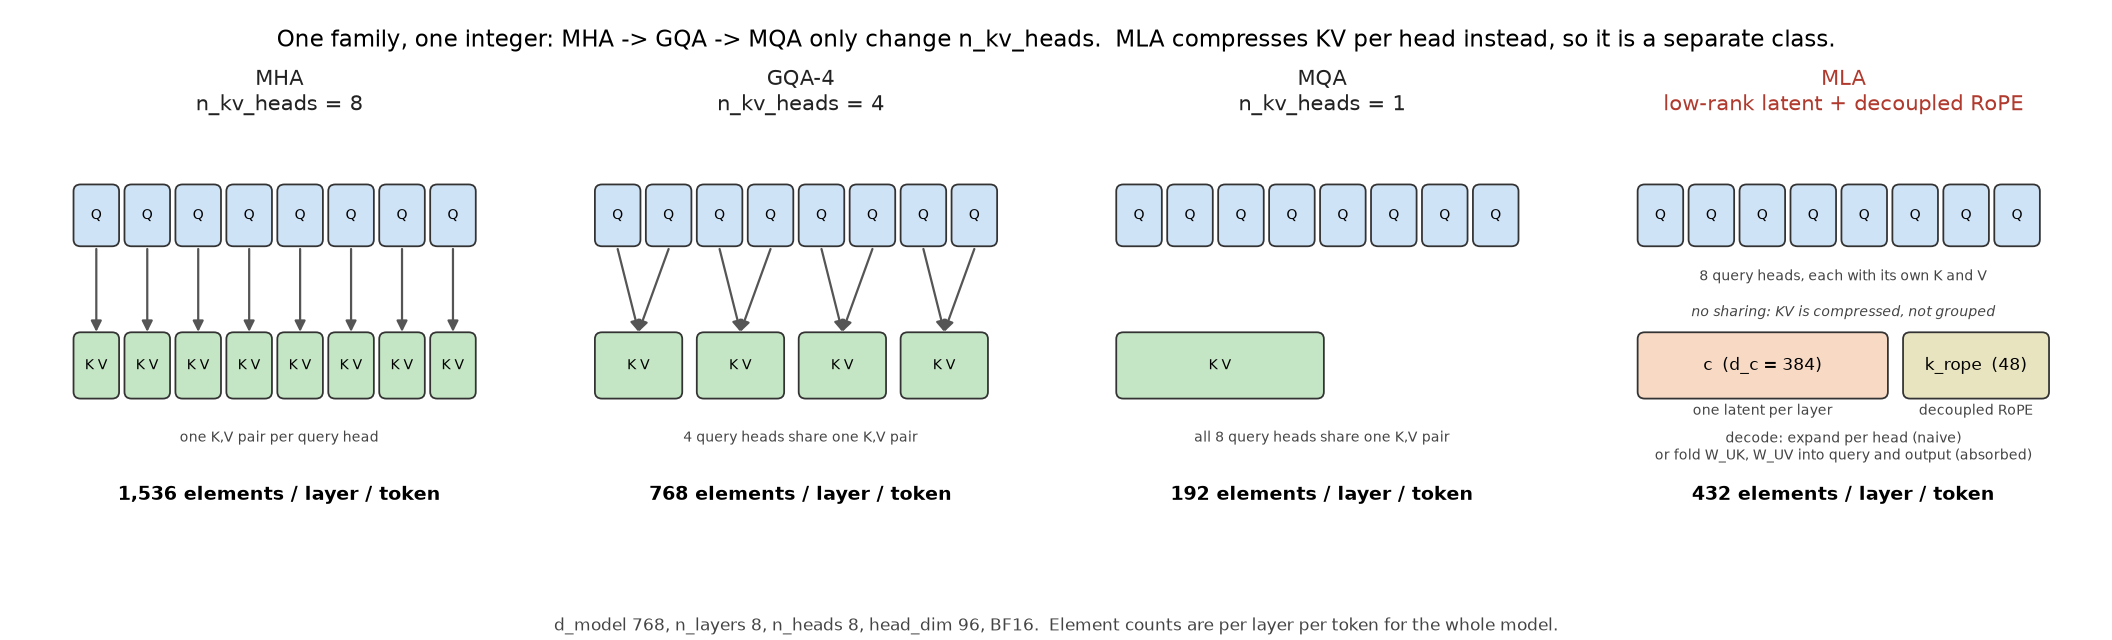 One family, one integer: MHA -> GQA -> MQA only change n_kv_heads.  MLA compresses KV per head instead, so it is a separate class.
MHA
n_kv_heads = 8
Q Q Q Q Q Q Q Q
K V K V K V K V K V K V K V K V
one K,V pair per query head
1,536 elements / layer / token
GQA-4
n_kv_heads = 4
Q Q Q Q Q Q Q Q
K V K V K V K V
4 query heads share one K,V pair
768 elements / layer / token
MQA
n_kv_heads = 1
Q Q Q Q Q Q Q Q
K V
all 8 query heads share one K,V pair
192 elements / layer / token
MLA
low-rank latent + decoupled RoPE
Q Q Q Q Q Q Q Q
8 query heads, each with its own K and V
no sharing: KV is compressed, not grouped
c  (d_c = 384) k_rope  (48)
one latent per layer decoupled RoPE
decode: expand per head (naive)
or fold W_UK, W_UV into query and output (absorbed)
432 elements / layer / token
d_model 768, n_layers 8, n_heads 8, head_dim 96, BF16.  Element counts are per layer per token for the whole model.